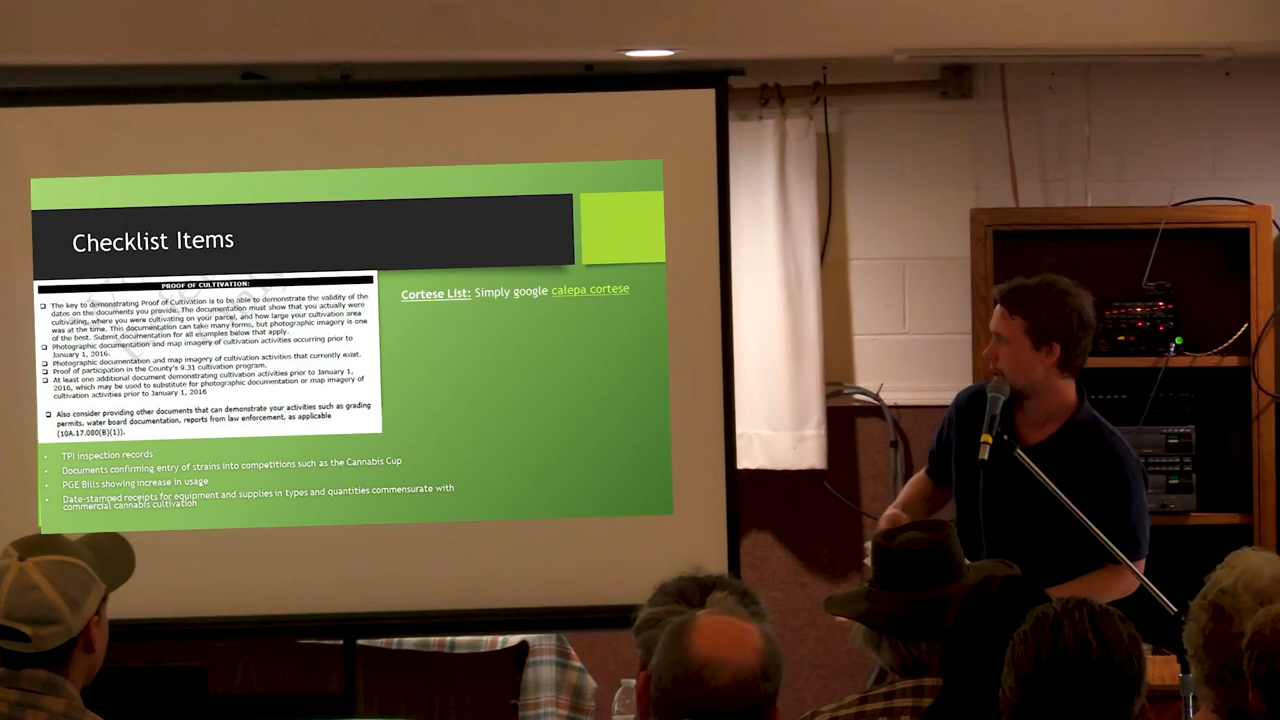 Checklist Items
PROOF OF CULTIVATION:
❑ The key to demonstrating Proof of Cultivation is to be able to demonstrate the validity of the
dates on the documents you provide. The documentation must show that you actually were
cultivating, where you were cultivating on your parcel, and how large your cultivation area
was at the time. This documentation can take many forms, but photographic imagery is one
of the best. Submit documentation for all examples below that apply.
❑ Photographic documentation and map imagery of cultivation activities occurring prior to
January 1, 2016.
❑ Photographic documentation and map imagery of cultivation activities that currently exist.
❑ Proof of participation in the County's 9.31 cultivation program.
❑ At least one additional document demonstrating cultivation activities prior to January 1,
2016, which may be used to substitute for photographic documentation or map imagery of
cultivation activities prior to January 1, 2016
❑ Also consider providing other documents that can demonstrate your activities such as grading
permits, water board documentation, reports from law enforcement, as applicable
(10A.17.080(B)(1)).
• TPI inspection records
• Documents confirming entry of strains into competitions such as the Cannabis Cup
• PGE Bills showing increase in usage
• Date-stamped receipts for equipment and supplies in types and quantities commensurate with
commercial cannabis cultivation
Cortese List: Simply google calepa cortese